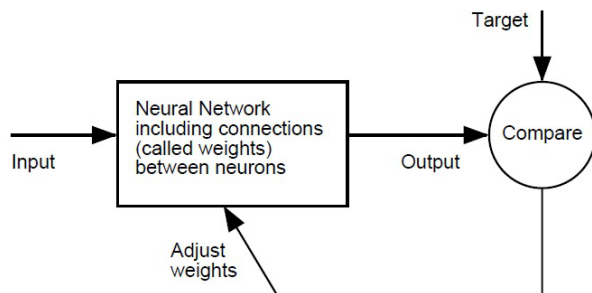 Target
Neural Network
including connections
(called weights)
between neurons
Compare
Input
Output
Adjust
weights